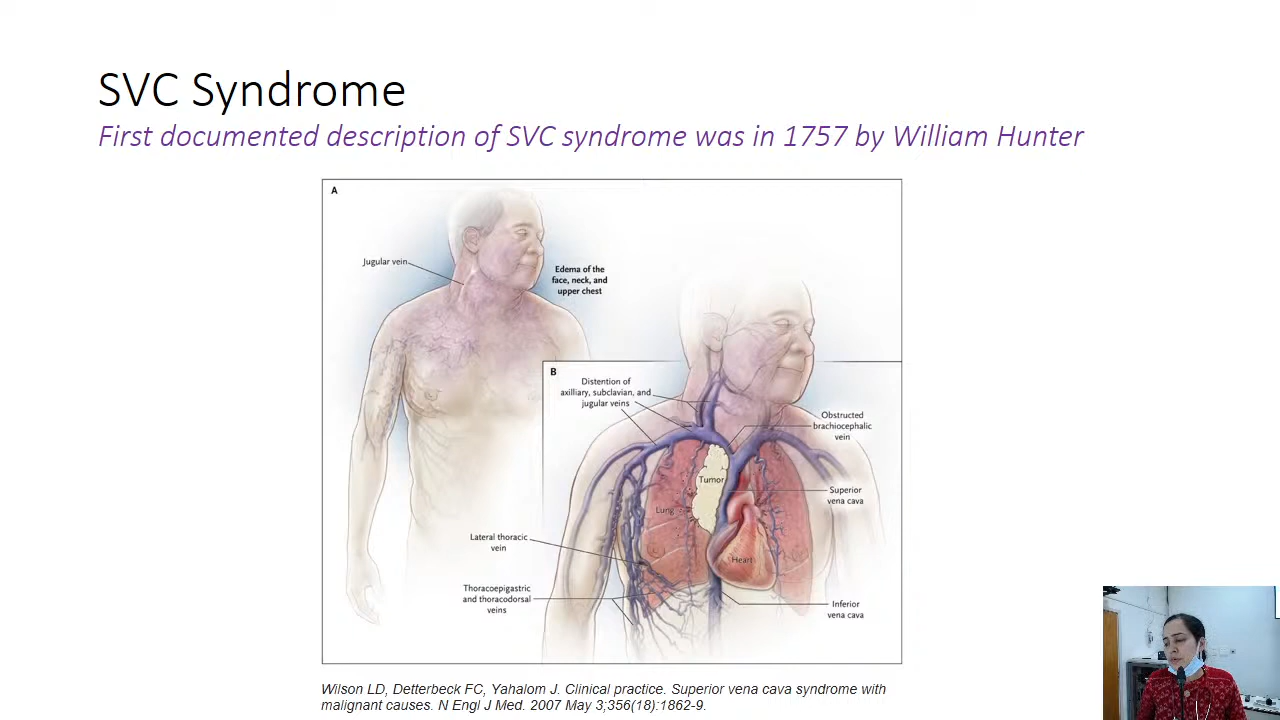 SVC Syndrome
First documented description of SVC syndrome was in 1757 by William Hunter
A
Jugular vein
Edema of the
face, neck, and
upper chest
B
Distention of
axilliary, subclavian, and
jugular veins
Obstructed
brachiocephalic
vein
Tumor
Superior
vena cava
Lung
Lateral thoracic
vein
Heart
Thoracoepigastric
and thoracodorsal
veins
Inferior
vena cava
Wilson LD, Detterbeck FC, Yahalom J. Clinical practice. Superior vena cava syndrome with
malignant causes. N Engl J Med. 2007 May 3;356(18):1862-9.